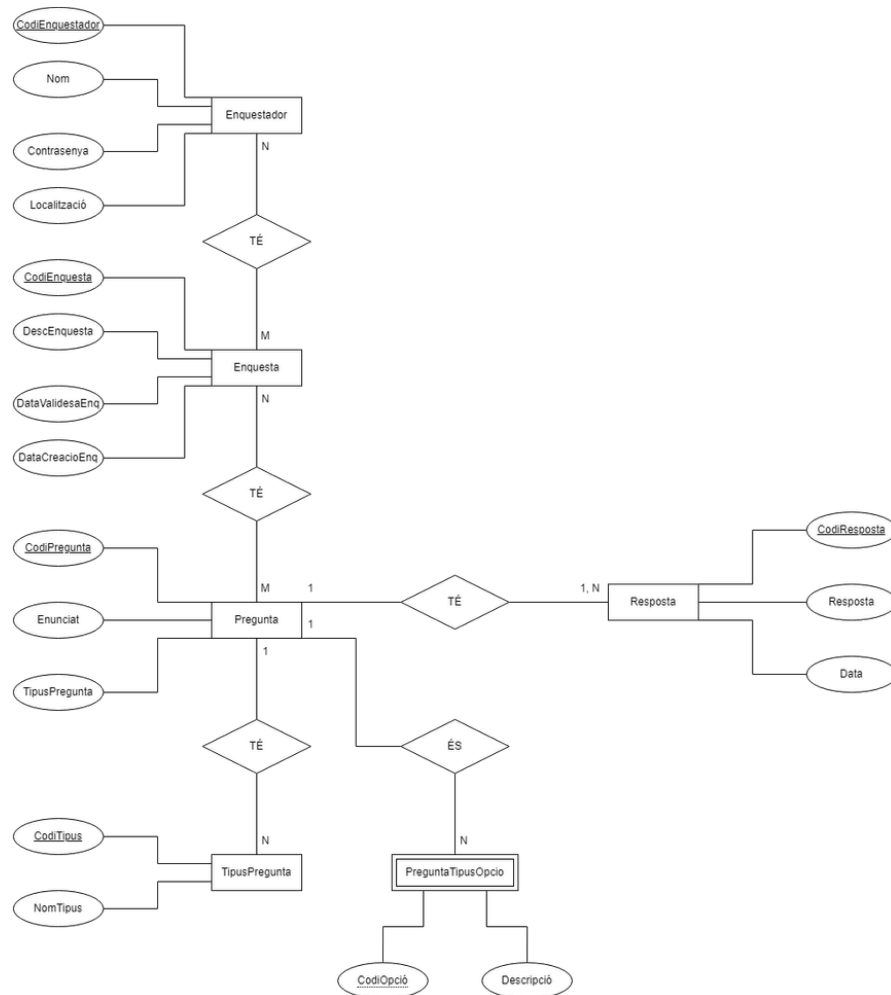 CodiEnquestador
Nom
Enquestador
N
Contrasenya
Localització
TÉ
CodiEnquesta
DescEnquesta
M
Enquesta
N
DataValidesaEnq
DataCreacioEnq
TÉ
CodiPregunta
CodiResposta
M
1
TÉ
1, N
Enunciat
Pregunta
1
Resposta
Resposta
1
TipusPregunta
Data
TÉ
ÉS
CodiTipus
N
N
TipusPregunta
PreguntaTipusOpcio
NomTipus
CodiOpció
Descripció